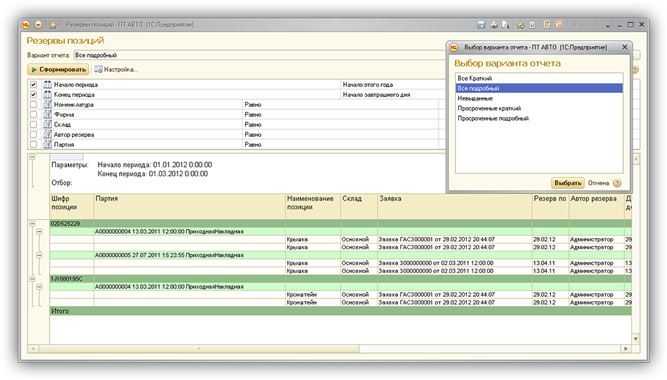 Резервы позиций - ПТ АВТО (1С:Предприятие)
Резервы позиций
Вариант отчета: Все подробный
Сформировать Настройка...
Начало периода Начало этого года
Конец периода Начало завтрашнего дня
Номенклатура Равно
Фирма Равно
Склад Равно
Автор резерва Равно
Партия Равно
Выбор варианта отчета - ПТ АВТО (1С:Предприятие)
Выбор варианта отчета
Все Краткий
Все подробный
Невыданные
Просроченные краткий
Просроченные подробный
Выбрать Отмена ?
Параметры: Начало периода: 01.01.2012 0:00:00
Конец периода: 01.03.2012 0:00:00
Отбор:
Шифр позиции Партия Наименование позиции Склад Заявка Резерв по Автор резерва
02D525229
А0000000004 13.03.2011 12:00:00 ПриходнаяНакладная
Крышка Основной Заявка ГАС3000001 от 29.02.2012 20:44:07 29.02.12 Администратор 29
Крышка Основной Заявка ГАС3000001 от 29.02.2012 20:44:07 29.02.12 Администратор 29
А0000000005 27.07.2011 15:23:55 ПриходнаяНакладная
Крышка Основной Заявка 3000000000 от 02.03.2011 12:00:00 13.04.11 Администратор 13
Крышка Основной Заявка 3000000000 от 02.03.2011 12:00:00 13.04.11 Администратор 13
1J1880195C
А0000000004 13.03.2011 12:00:00 ПриходнаяНакладная
Кронштейн Основной Заявка ГАС3000001 от 29.02.2012 20:44:07 29.02.12 Администратор 29
Кронштейн Основной Заявка ГАС3000001 от 29.02.2012 20:44:07 29.02.12 Администратор 29
Итого